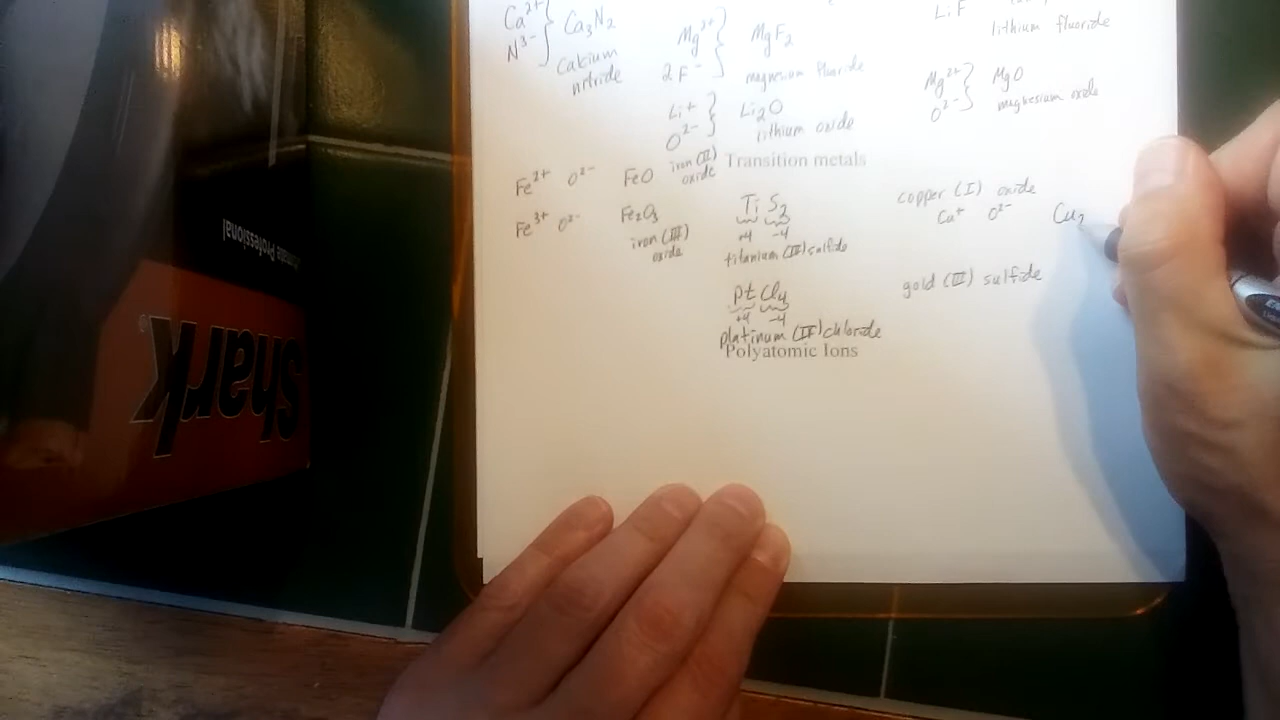 Ca²⁺ } Ca₃N₂
N³⁻
calcium
nitride
Mg²⁺ } MgF₂
2F⁻
magnesium fluoride
LiF
lithium fluoride
Mg²⁺ } MgO
O²⁻
magnesium oxide
Li⁺ } Li₂O
O²⁻
lithium oxide
Transition metals
Fe²⁺ O²⁻ FeO iron (II)
oxide
Fe³⁺ O²⁻ Fe₂O₃
iron (III)
oxide
Ti S₂
+4 -4
titanium (IV) sulfide
Pt Cl₄
+4 -4
platinum (IV) chloride
copper (I) oxide
Cu⁺ O²⁻ Cu₂
gold (III) sulfide
Polyatomic Ions
Professional
Shark